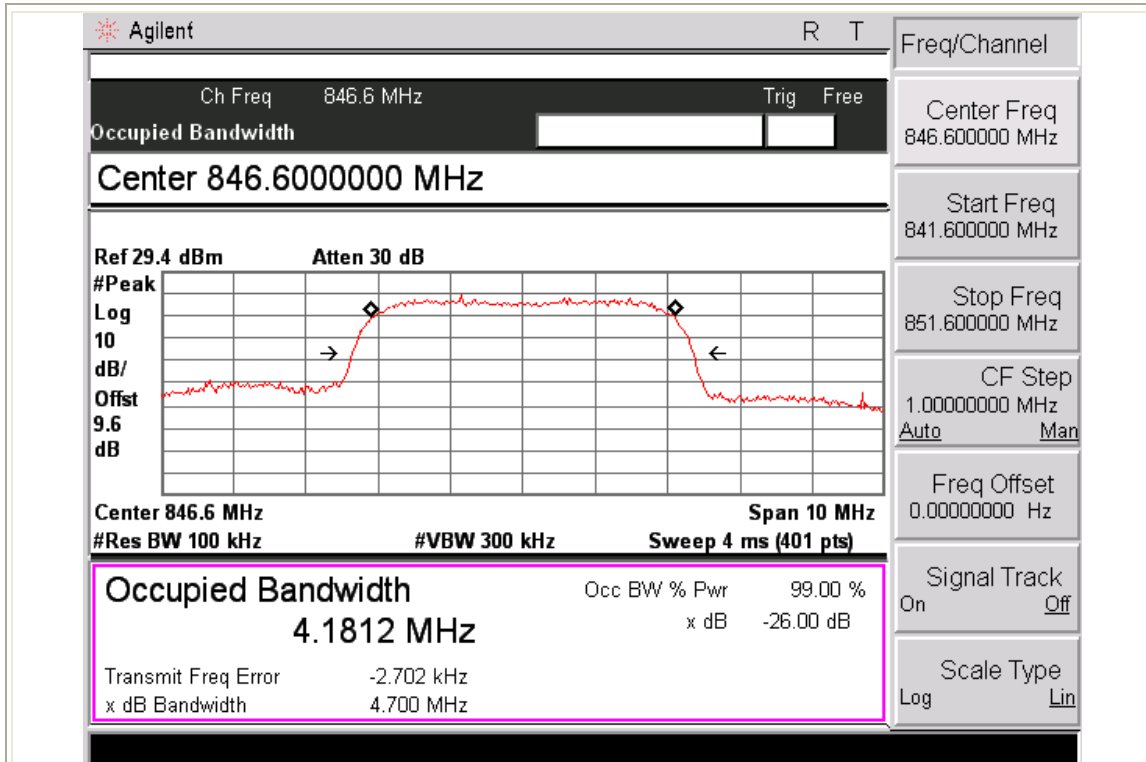 Agilent
R T
Ch Freq 846.6 MHz Trig Free
Occupied Bandwidth
Center 846.6000000 MHz
Ref 29.4 dBm Atten 30 dB
#Peak
Log
10
dB/
Offst
9.6
dB
Center 846.6 MHz Span 10 MHz
#Res BW 100 kHz #VBW 300 kHz Sweep 4 ms (401 pts)
Occupied Bandwidth
4.1812 MHz
Occ BW % Pwr 99.00 %
x dB -26.00 dB
Transmit Freq Error -2.702 kHz
x dB Bandwidth 4.700 MHz
Freq/Channel
Center Freq
846.600000 MHz
Start Freq
841.600000 MHz
Stop Freq
851.600000 MHz
CF Step
1.00000000 MHz
Auto Man
Freq Offset
0.00000000 Hz
Signal Track
On Off
Scale Type
Log Lin